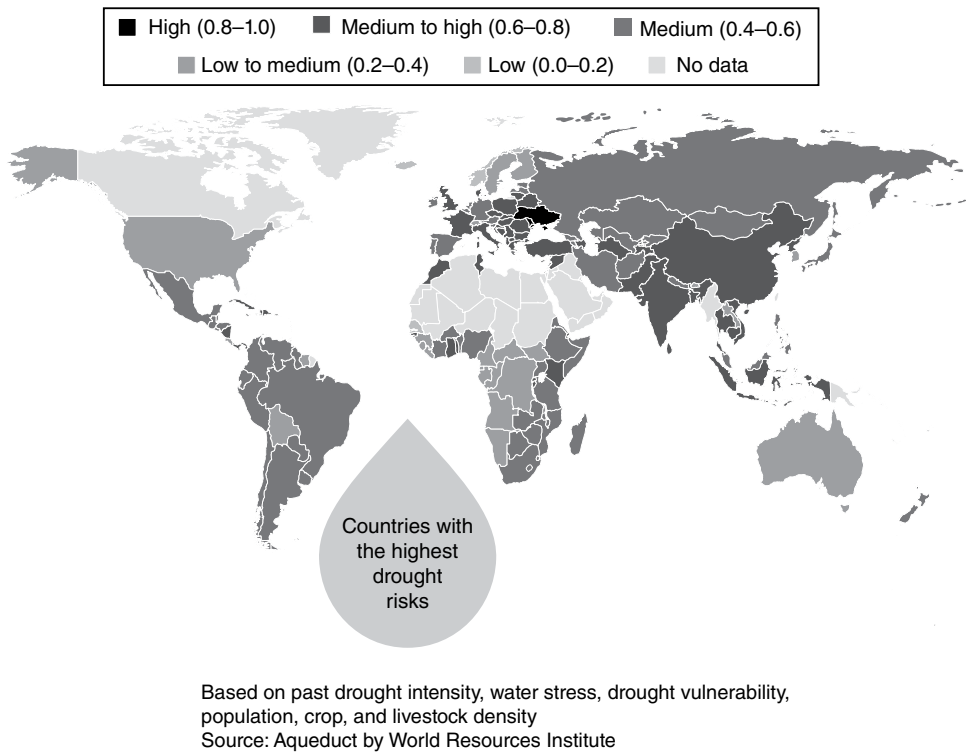 High (0.8–1.0) Medium to high (0.6–0.8) Medium (0.4–0.6)
Low to medium (0.2–0.4) Low (0.0–0.2) No data
Countries with
the highest
drought
risks
Based on past drought intensity, water stress, drought vulnerability,
population, crop, and livestock density
Source: Aqueduct by World Resources Institute